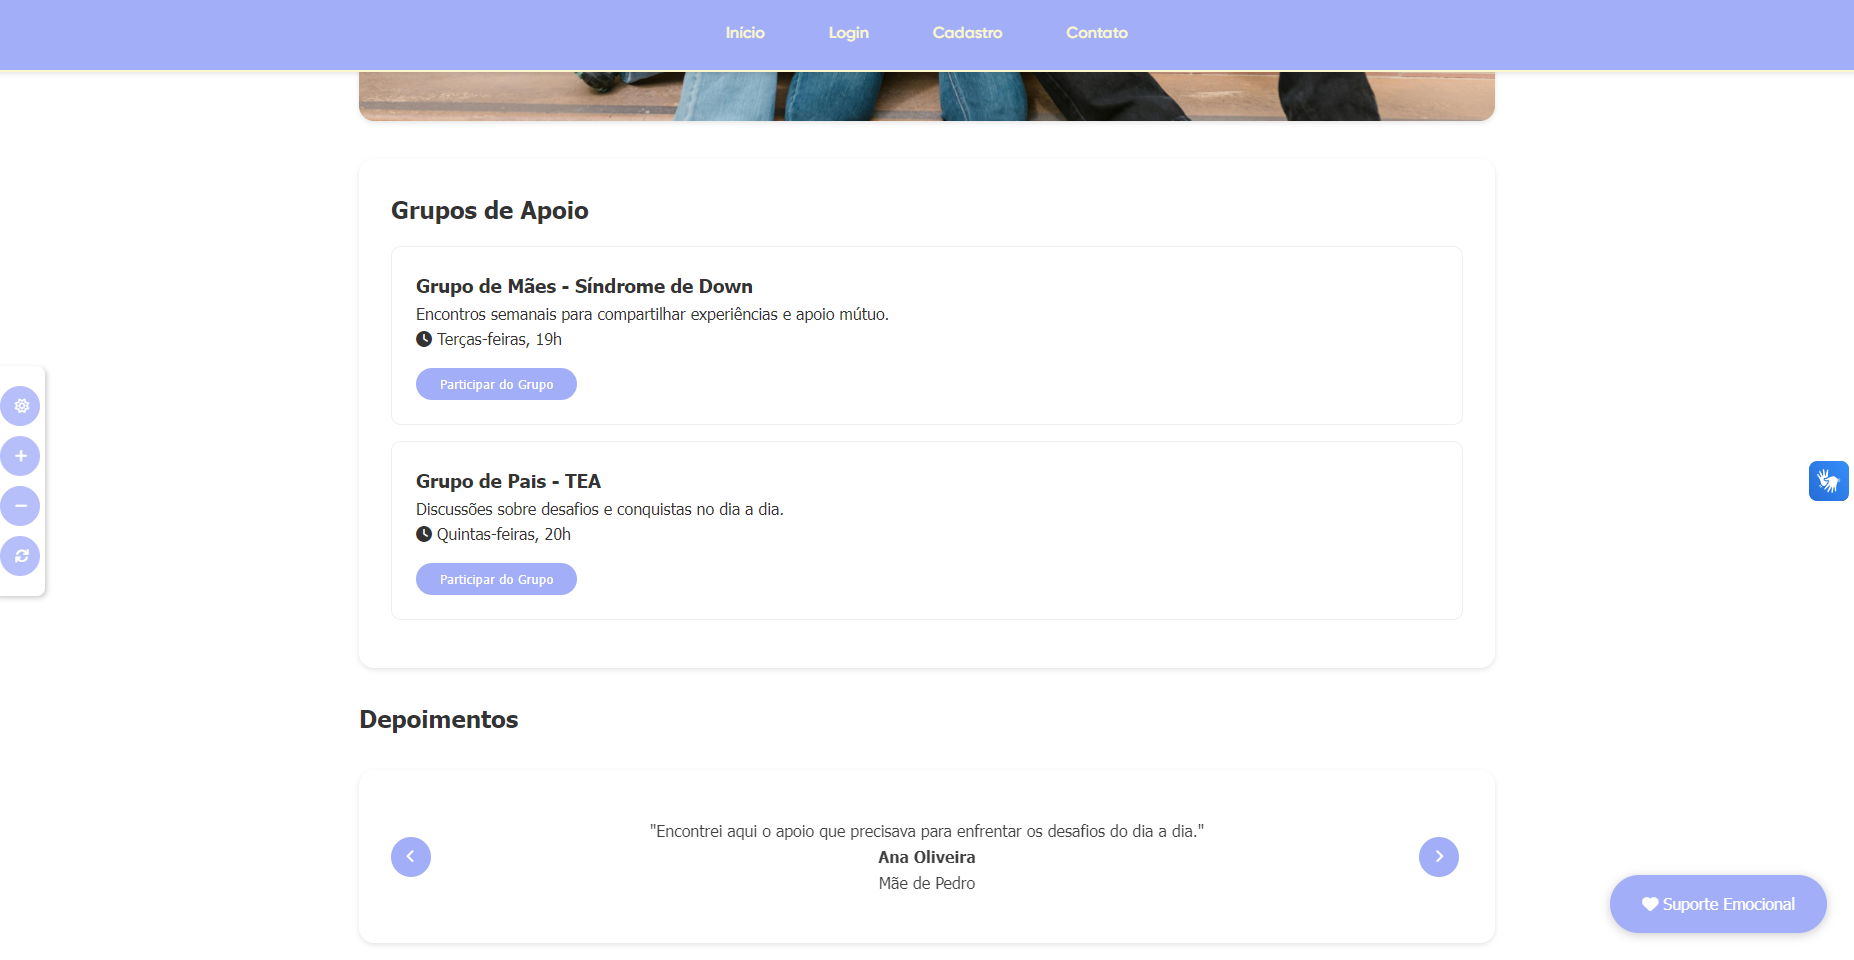 Início Login Cadastro Contato
Grupos de Apoio
Grupo de Mães - Síndrome de Down
Encontros semanais para compartilhar experiências e apoio mútuo.
Terças-feiras, 19h
Participar do Grupo
Grupo de Pais - TEA
Discussões sobre desafios e conquistas no dia a dia.
Quintas-feiras, 20h
Participar do Grupo
Depoimentos
"Encontrei aqui o apoio que precisava para enfrentar os desafios do dia a dia."
Ana Oliveira
Mãe de Pedro
Suporte Emocional